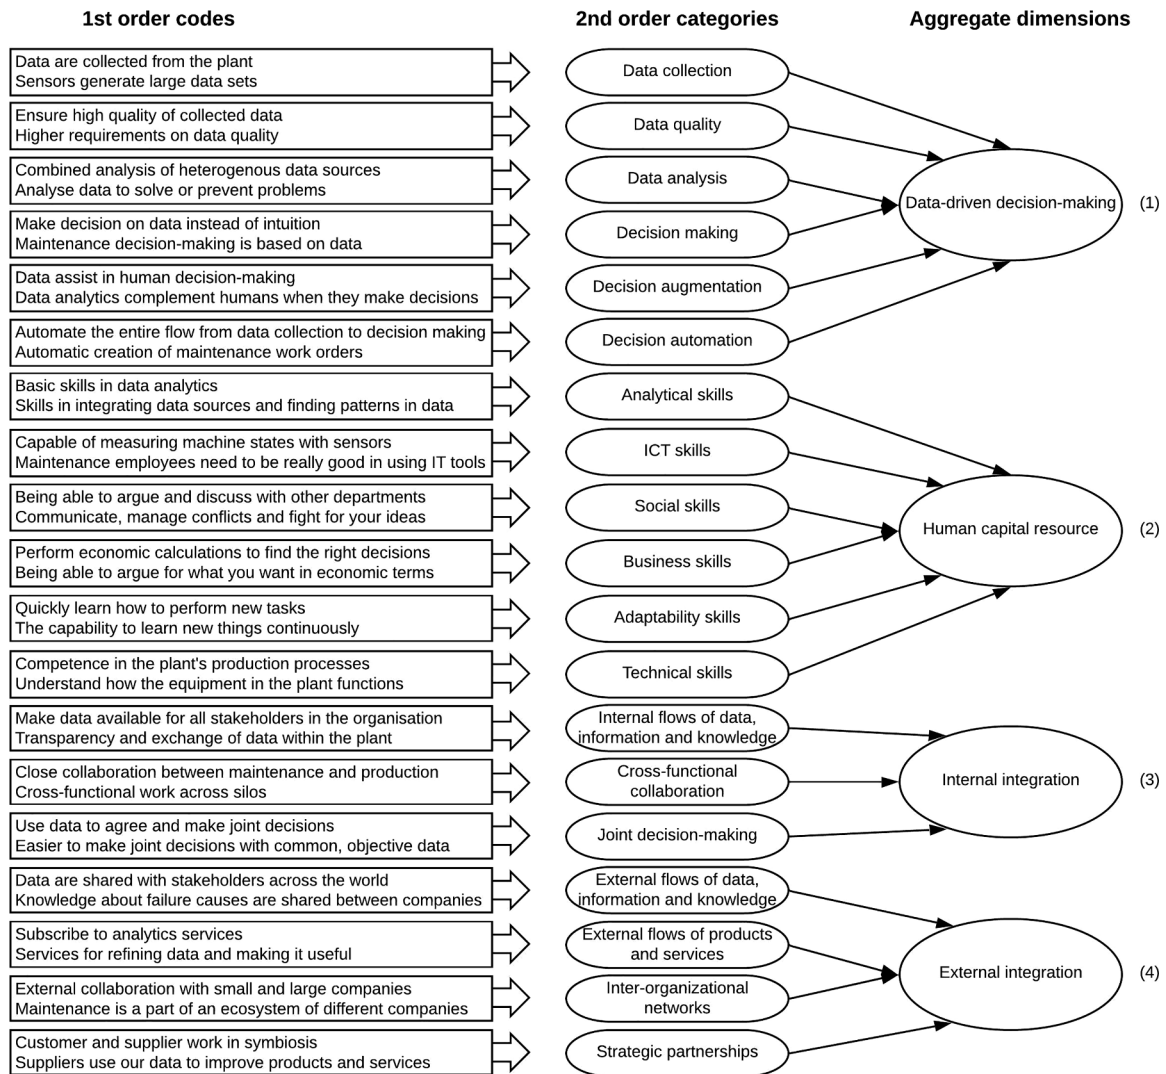 1st order codes
2nd order categories
Aggregate dimensions
Data are collected from the plant
Sensors generate large data sets
Data collection
Ensure high quality of collected data
Higher requirements on data quality
Data quality
Combined analysis of heterogenous data sources
Analyse data to solve or prevent problems
Data analysis
Make decision on data instead of intuition
Maintenance decision-making is based on data
Decision making
Data assist in human decision-making
Data analytics complement humans when they make decisions
Decision augmentation
Automate the entire flow from data collection to decision making
Automatic creation of maintenance work orders
Decision automation
Data-driven decision-making
(1)
Basic skills in data analytics
Skills in integrating data sources and finding patterns in data
Analytical skills
Capable of measuring machine states with sensors
Maintenance employees need to be really good in using IT tools
ICT skills
Being able to argue and discuss with other departments
Communicate, manage conflicts and fight for your ideas
Social skills
Perform economic calculations to find the right decisions
Being able to argue for what you want in economic terms
Business skills
Quickly learn how to perform new tasks
The capability to learn new things continuously
Adaptability skills
Competence in the plant's production processes
Understand how the equipment in the plant functions
Technical skills
Human capital resource
(2)
Make data available for all stakeholders in the organisation
Transparency and exchange of data within the plant
Internal flows of data,
information and knowledge
Close collaboration between maintenance and production
Cross-functional work across silos
Cross-functional
collaboration
Use data to agree and make joint decisions
Easier to make joint decisions with common, objective data
Joint decision-making
Internal integration
(3)
Data are shared with stakeholders across the world
Knowledge about failure causes are shared between companies
External flows of data,
information and knowledge
Subscribe to analytics services
Services for refining data and making it useful
External flows of products
and services
External collaboration with small and large companies
Maintenance is a part of an ecosystem of different companies
Inter-organizational
networks
Customer and supplier work in symbiosis
Suppliers use our data to improve products and services
Strategic partnerships
External integration
(4)